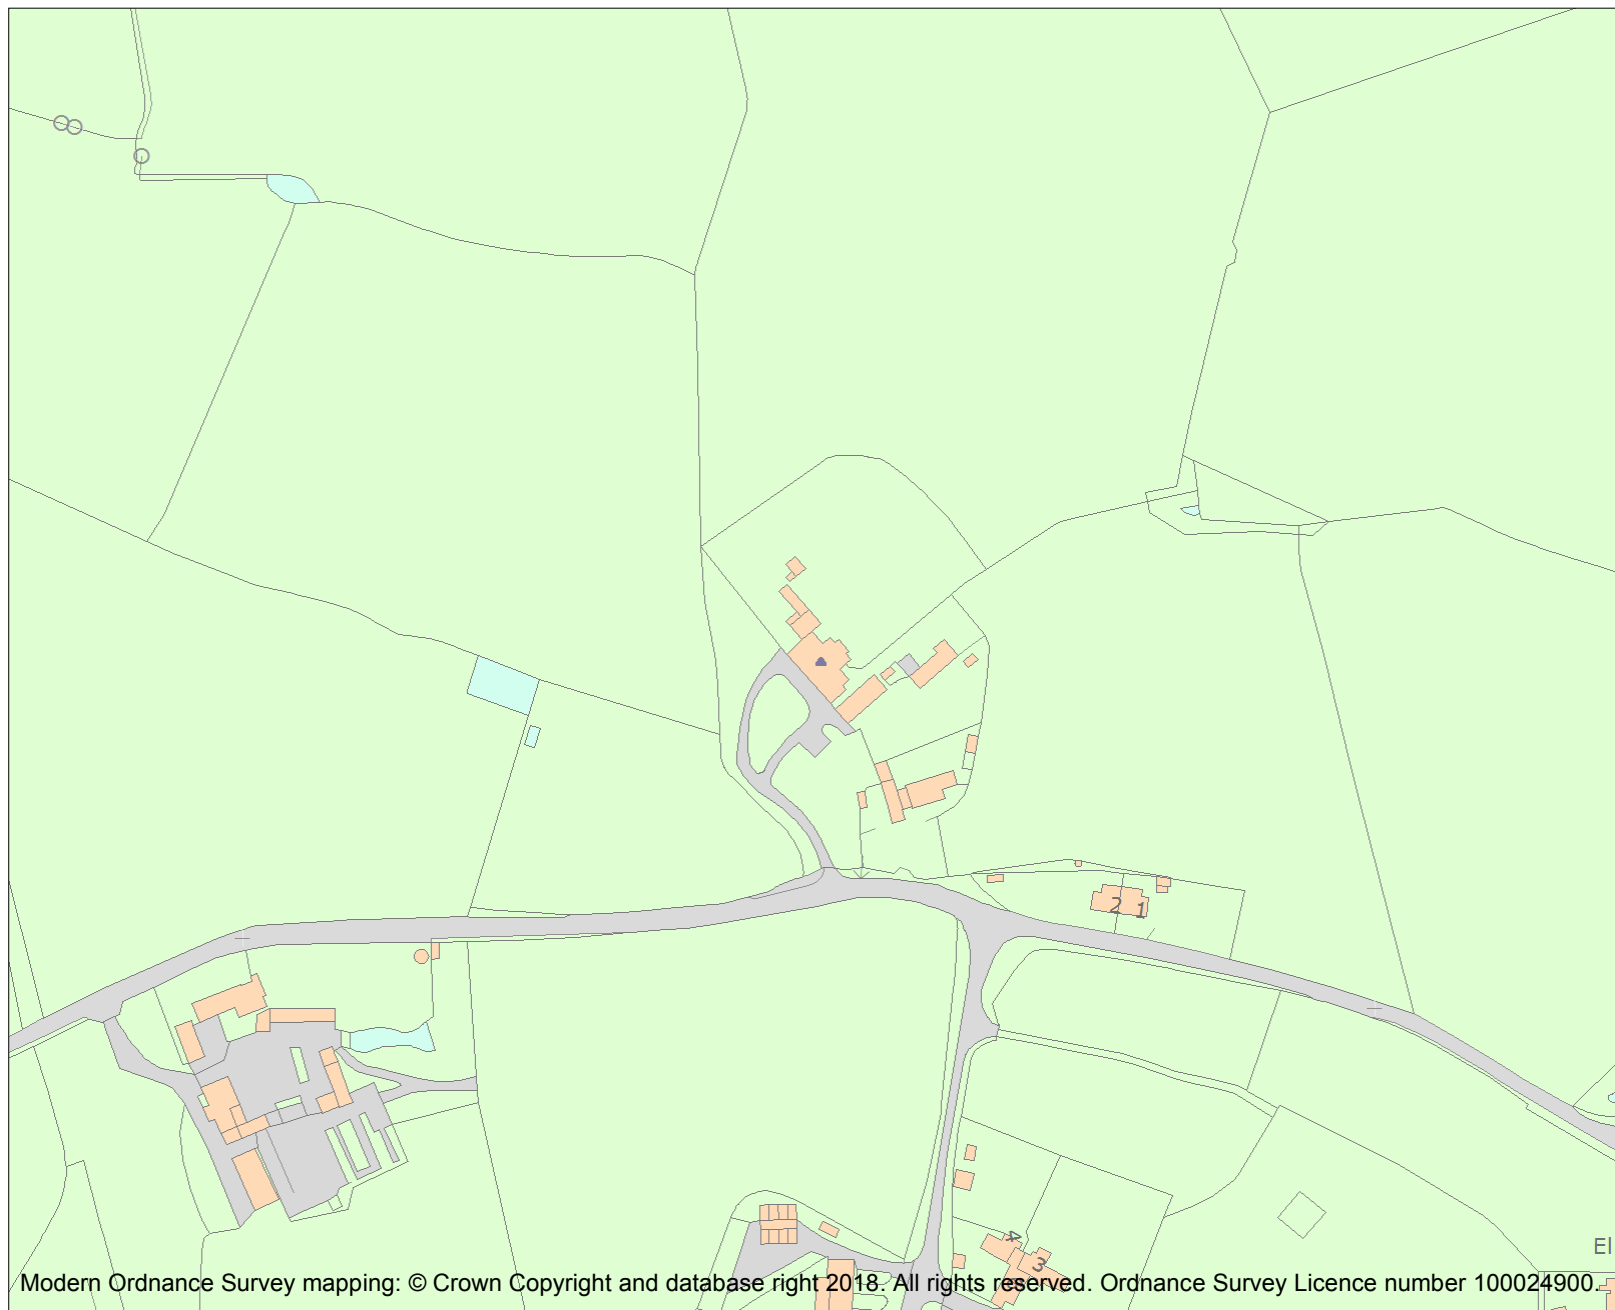 2 1
4
3
El
Modern Ordnance Survey mapping: © Crown Copyright and database right 2018. All rights reserved. Ordnance Survey Licence number 100024900.